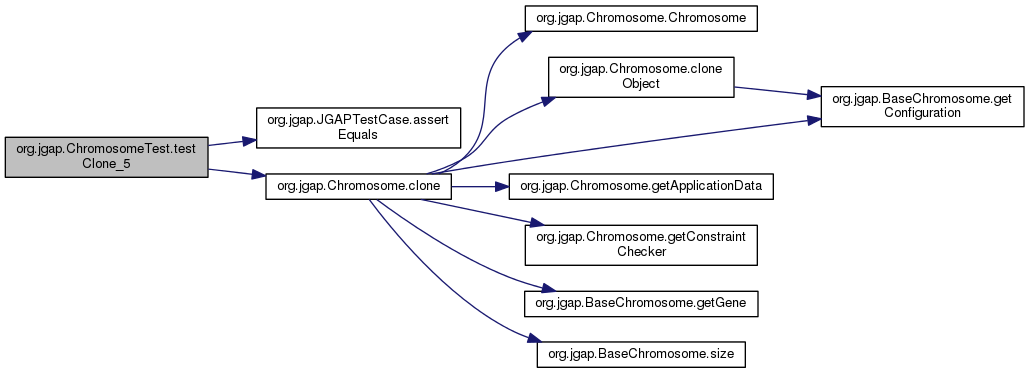 org.jgap.ChromosomeTest.test
Clone_5
org.jgap.JGAPTestCase.assert
Equals
org.jgap.Chromosome.clone
org.jgap.Chromosome.Chromosome
org.jgap.Chromosome.clone
Object
org.jgap.BaseChromosome.get
Configuration
org.jgap.Chromosome.getApplicationData
org.jgap.Chromosome.getConstraint
Checker
org.jgap.BaseChromosome.getGene
org.jgap.BaseChromosome.size